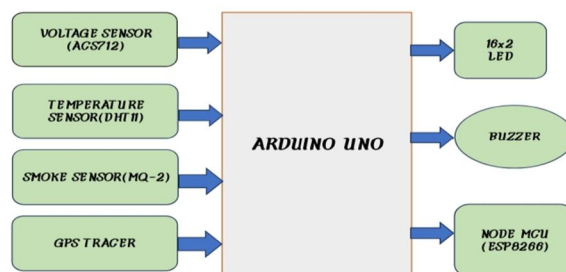 VOLTAGE SENSOR
(ACS712)
TEMPERATURE
SENSOR(DHT11)
SMOKE SENSOR(MQ-2)
GPS TRACER
ARDUINO UNO
16x2
LED
BUZZER
NODE MCU
(ESP8266)